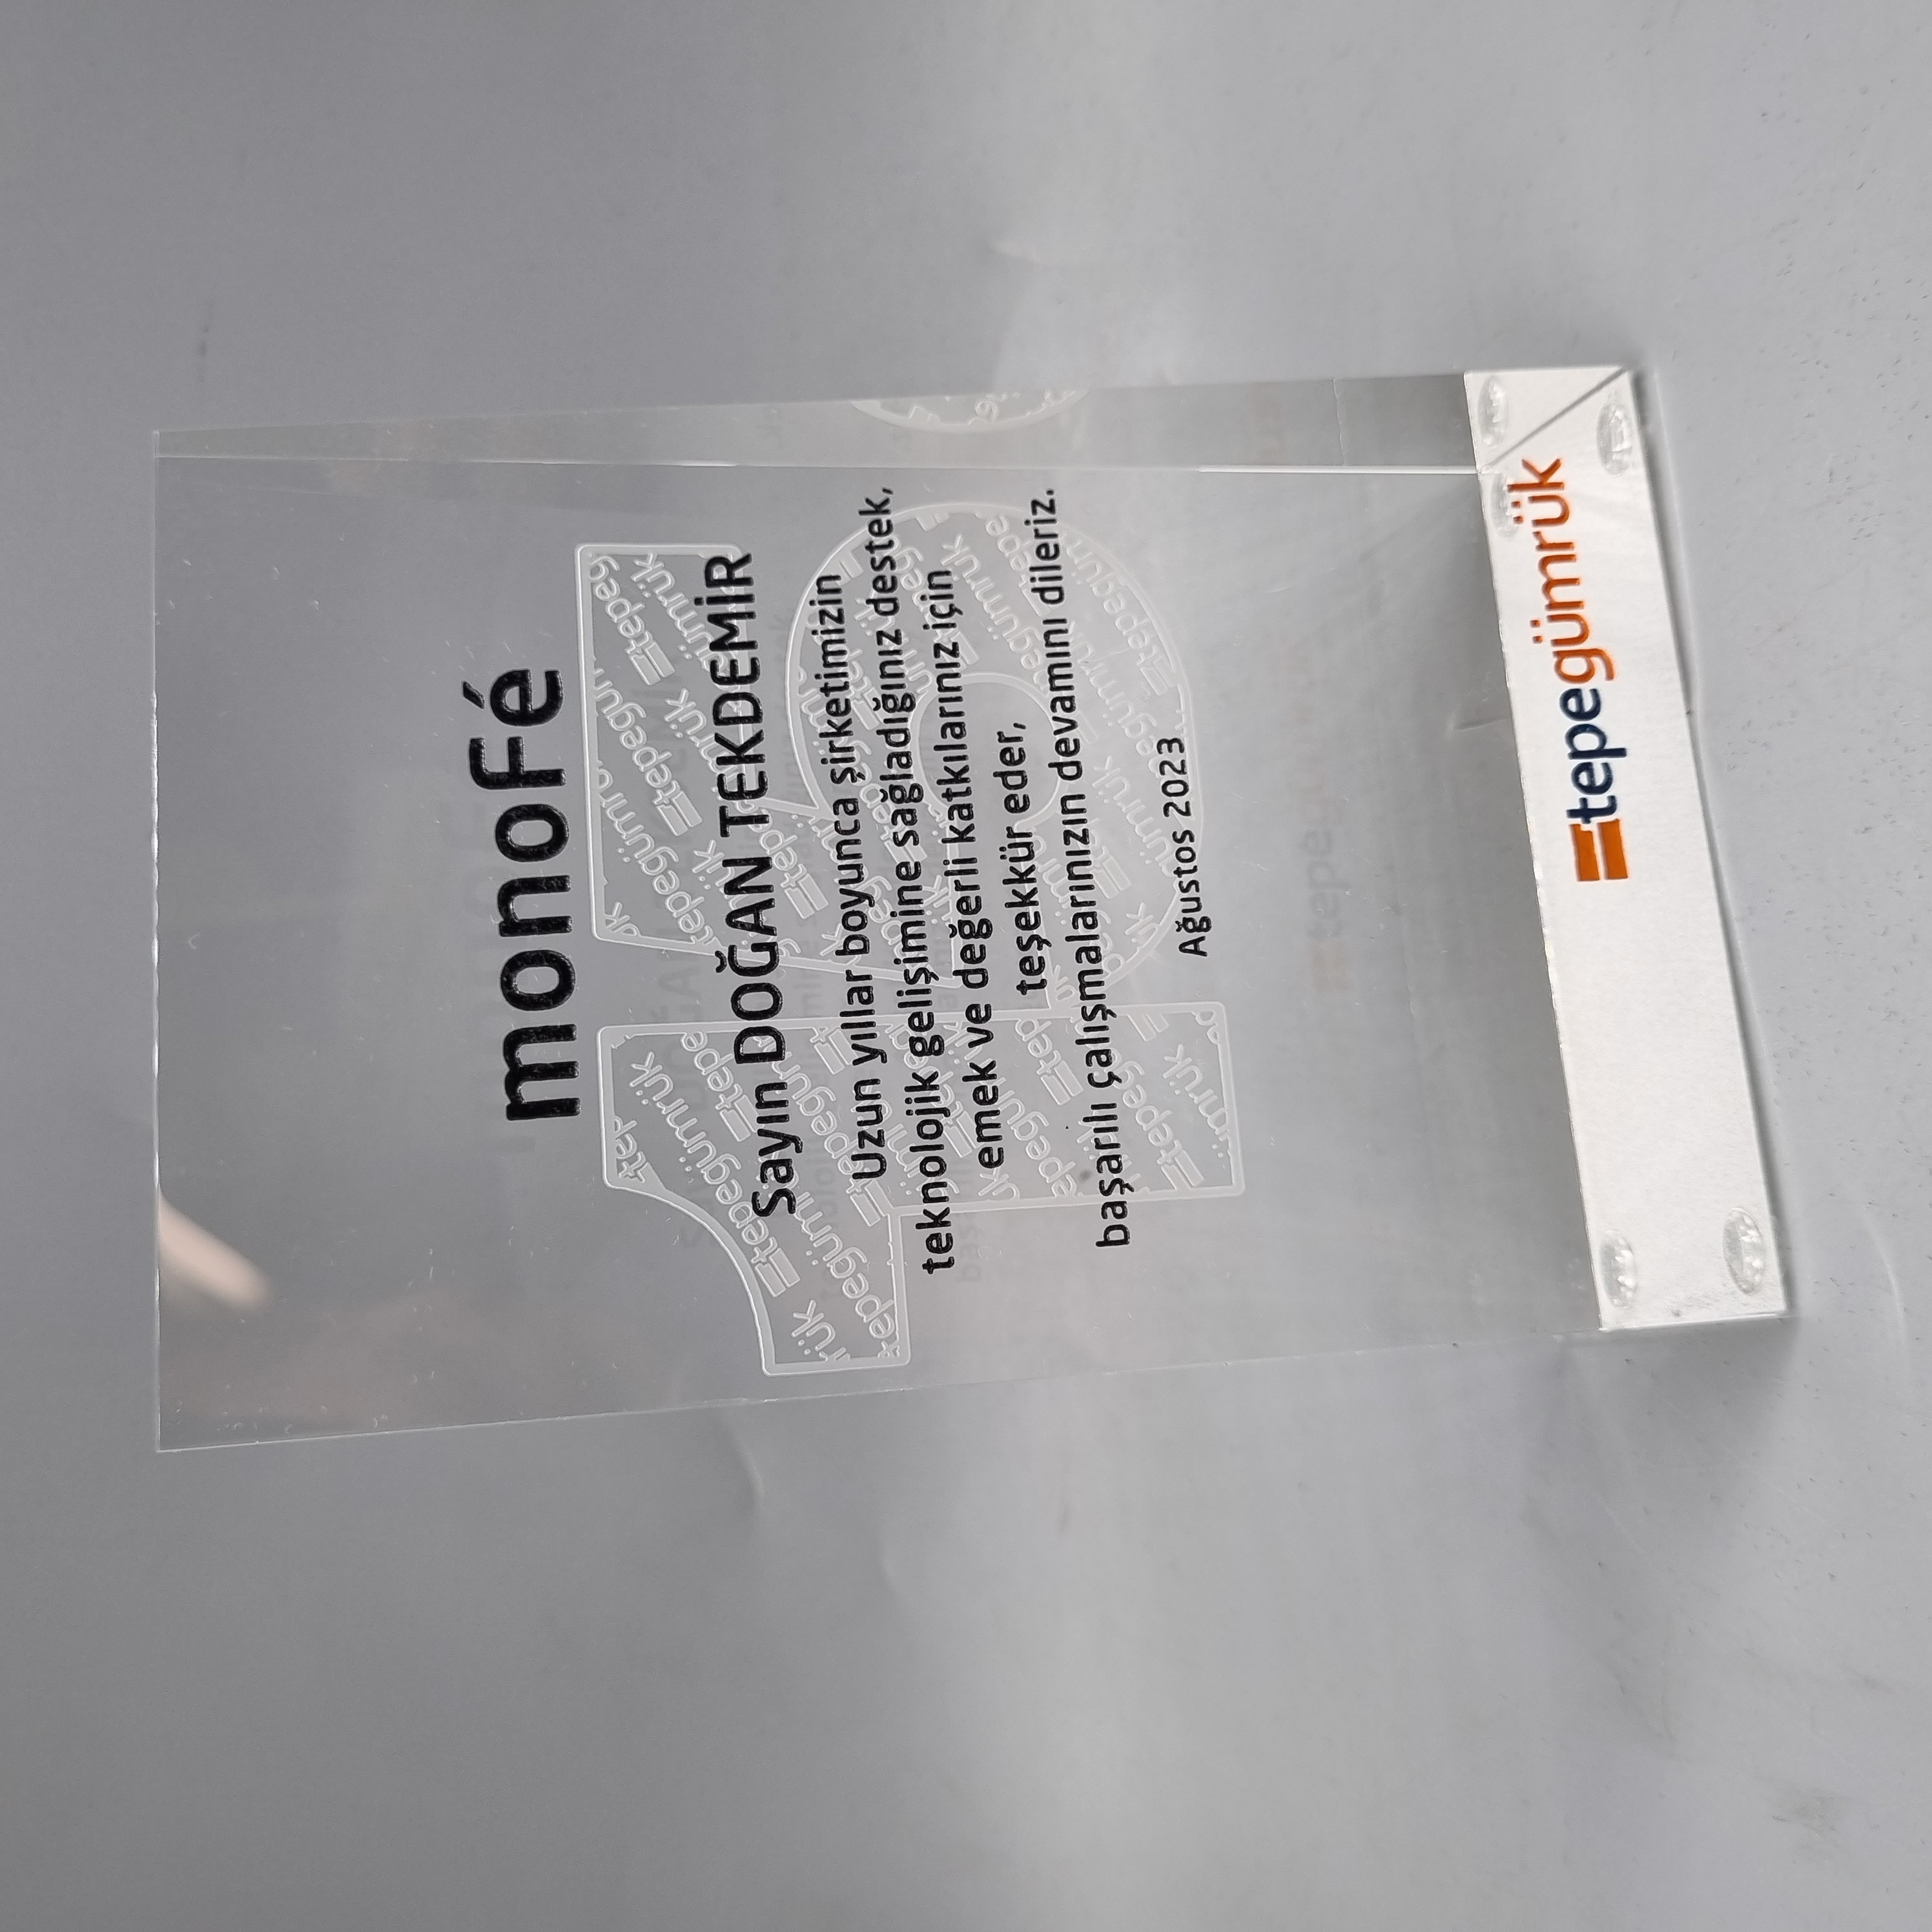 monoFé
Sayın DOĞAN TEKDEMİR
Uzun yıllar boyunca şirketimizin
teknolojik gelişimine sağladığınız destek,
emek ve değerli katkılarınız için
teşekkür eder,
başarılı çalışmalarınızın devamını dileriz.
Ağustos 2023
15
tepegümrük